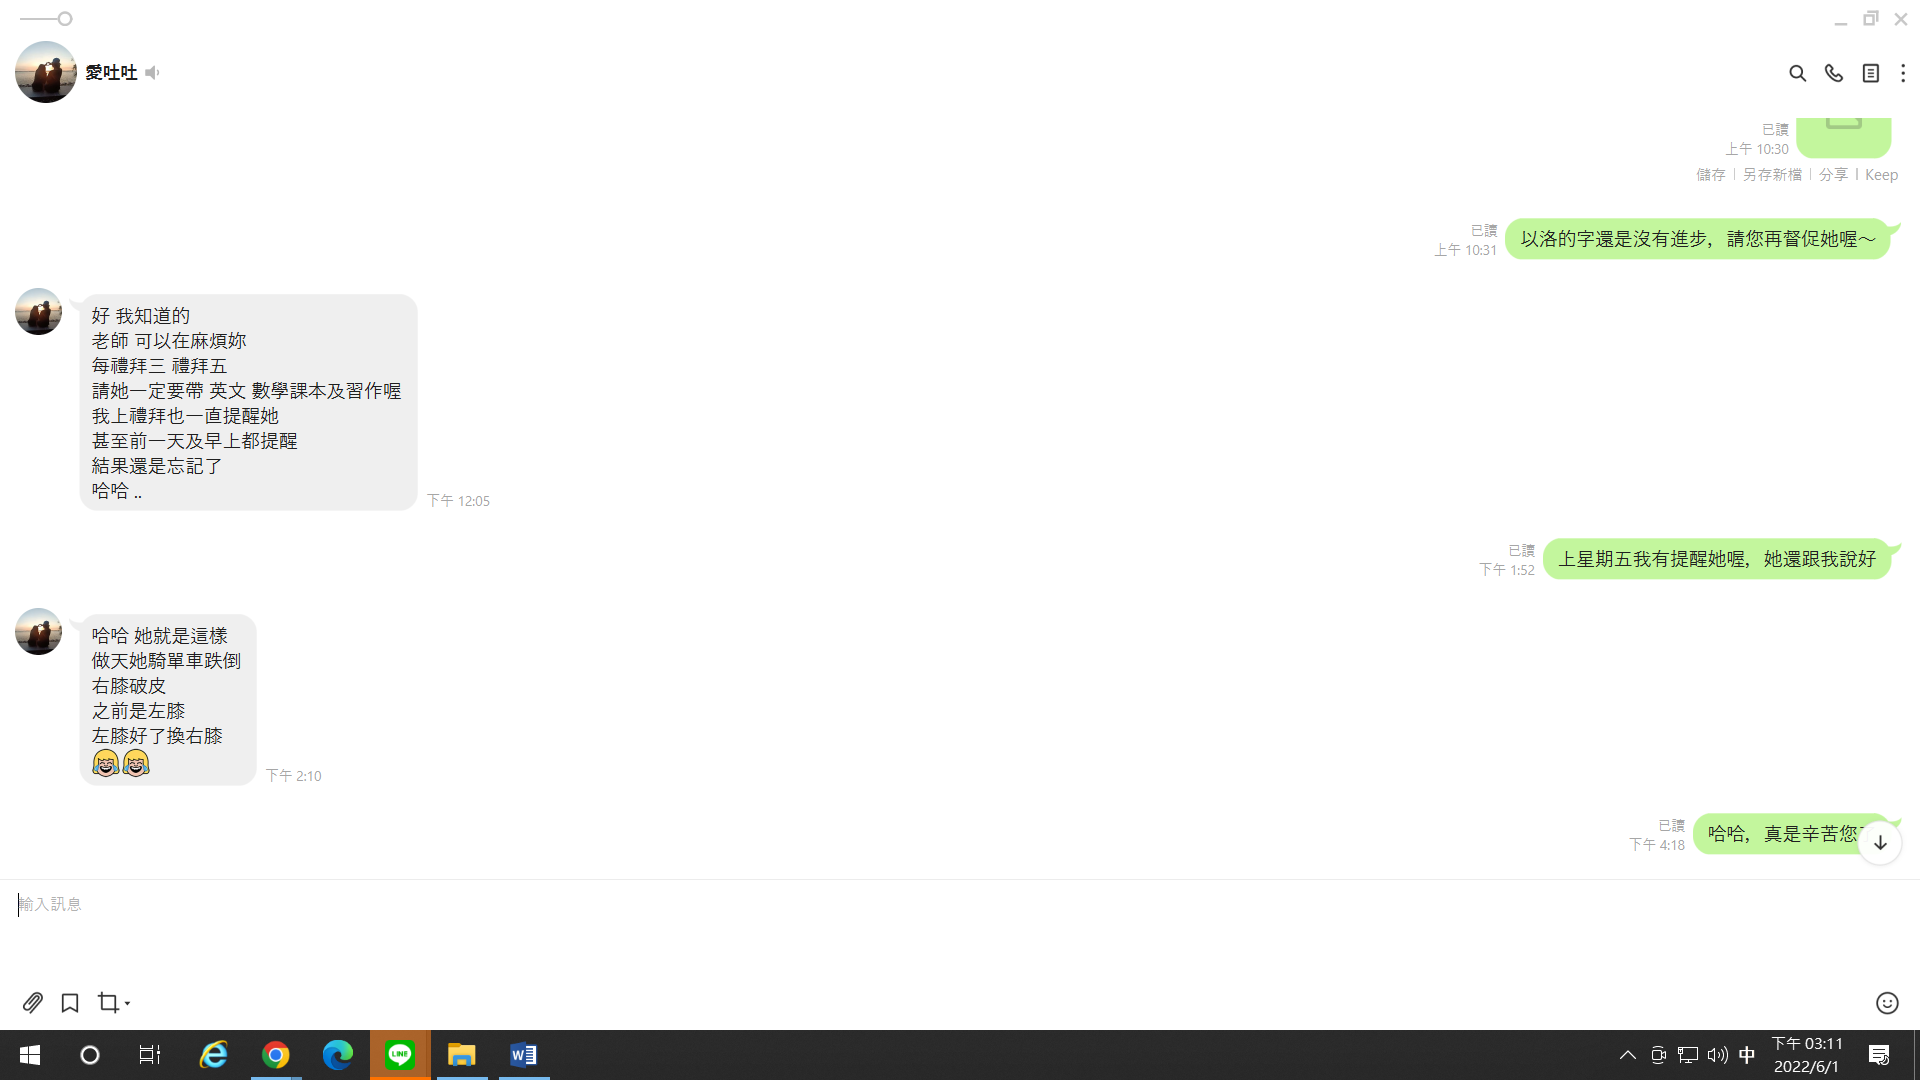 愛吐吐
已讀
上午 10:30
儲存 | 另存新檔 | 分享 | Keep
已讀
上午 10:31
以洛的字還是沒有進步，請您再督促她喔～
好 我知道的
老師 可以在麻煩妳
每禮拜三 禮拜五
請她一定要帶 英文 數學課本及習作喔
我上禮拜也一直提醒她
甚至前一天及早上都提醒
結果還是忘記了
哈哈 ..
下午 12:05
已讀
下午 1:52
上星期五我有提醒她喔，她還跟我說好
哈哈 她就是這樣
做天她騎單車跌倒
右膝破皮
之前是左膝
左膝好了換右膝
下午 2:10
已讀
下午 4:18
哈哈，真是辛苦您
輸入訊息
LINE
中
下午 03:11
2022/6/1